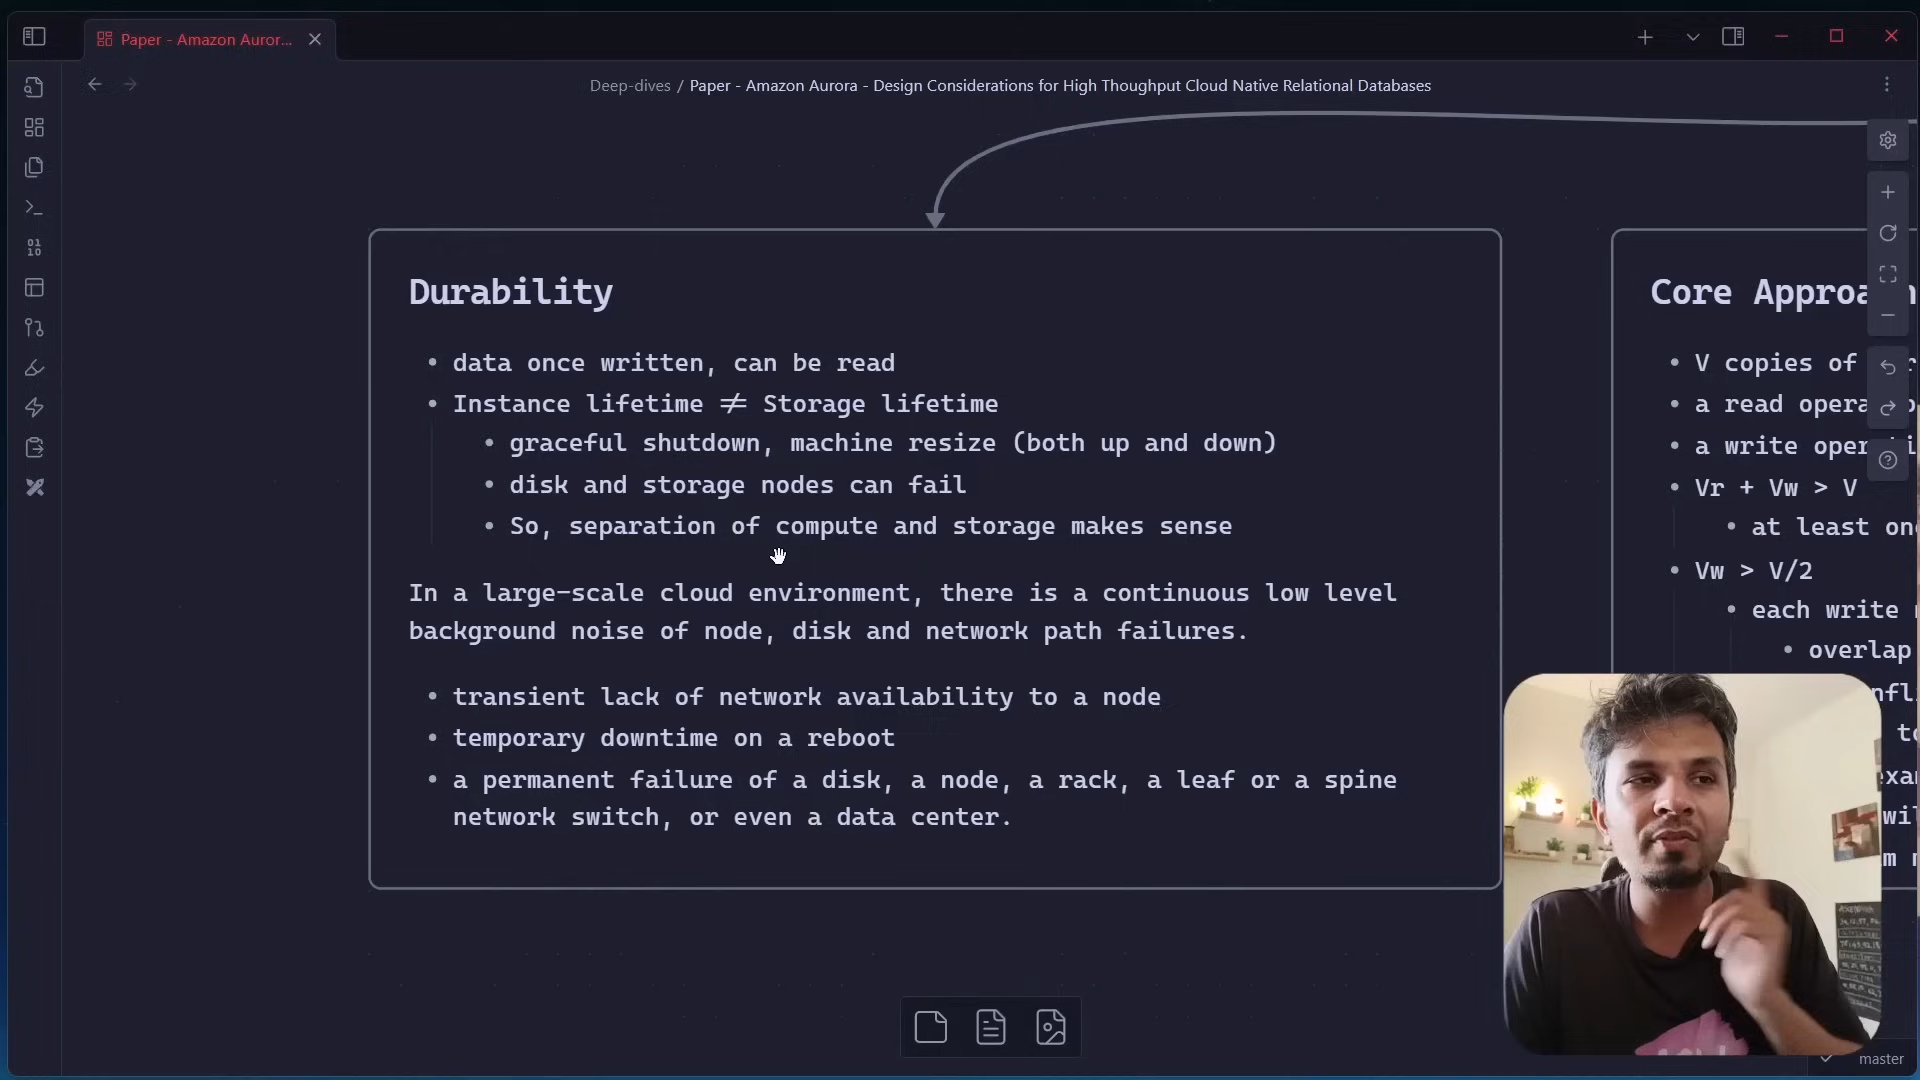 Paper - Amazon Auror...
Deep-dives / Paper - Amazon Aurora - Design Considerations for High Thoughput Cloud Native Relational Databases
Durability
• data once written, can be read
• Instance lifetime ≠ Storage lifetime
• graceful shutdown, machine resize (both up and down)
• disk and storage nodes can fail
• So, separation of compute and storage makes sense
In a large-scale cloud environment, there is a continuous low level
background noise of node, disk and network path failures.
• transient lack of network availability to a node
• temporary downtime on a reboot
• a permanent failure of a disk, a node, a rack, a leaf or a spine
network switch, or even a data center.
Core
• V copies of
• a read
• a write
• Vr + Vw > V
• at least
• Vw > V/2
• each write
• overlap
master